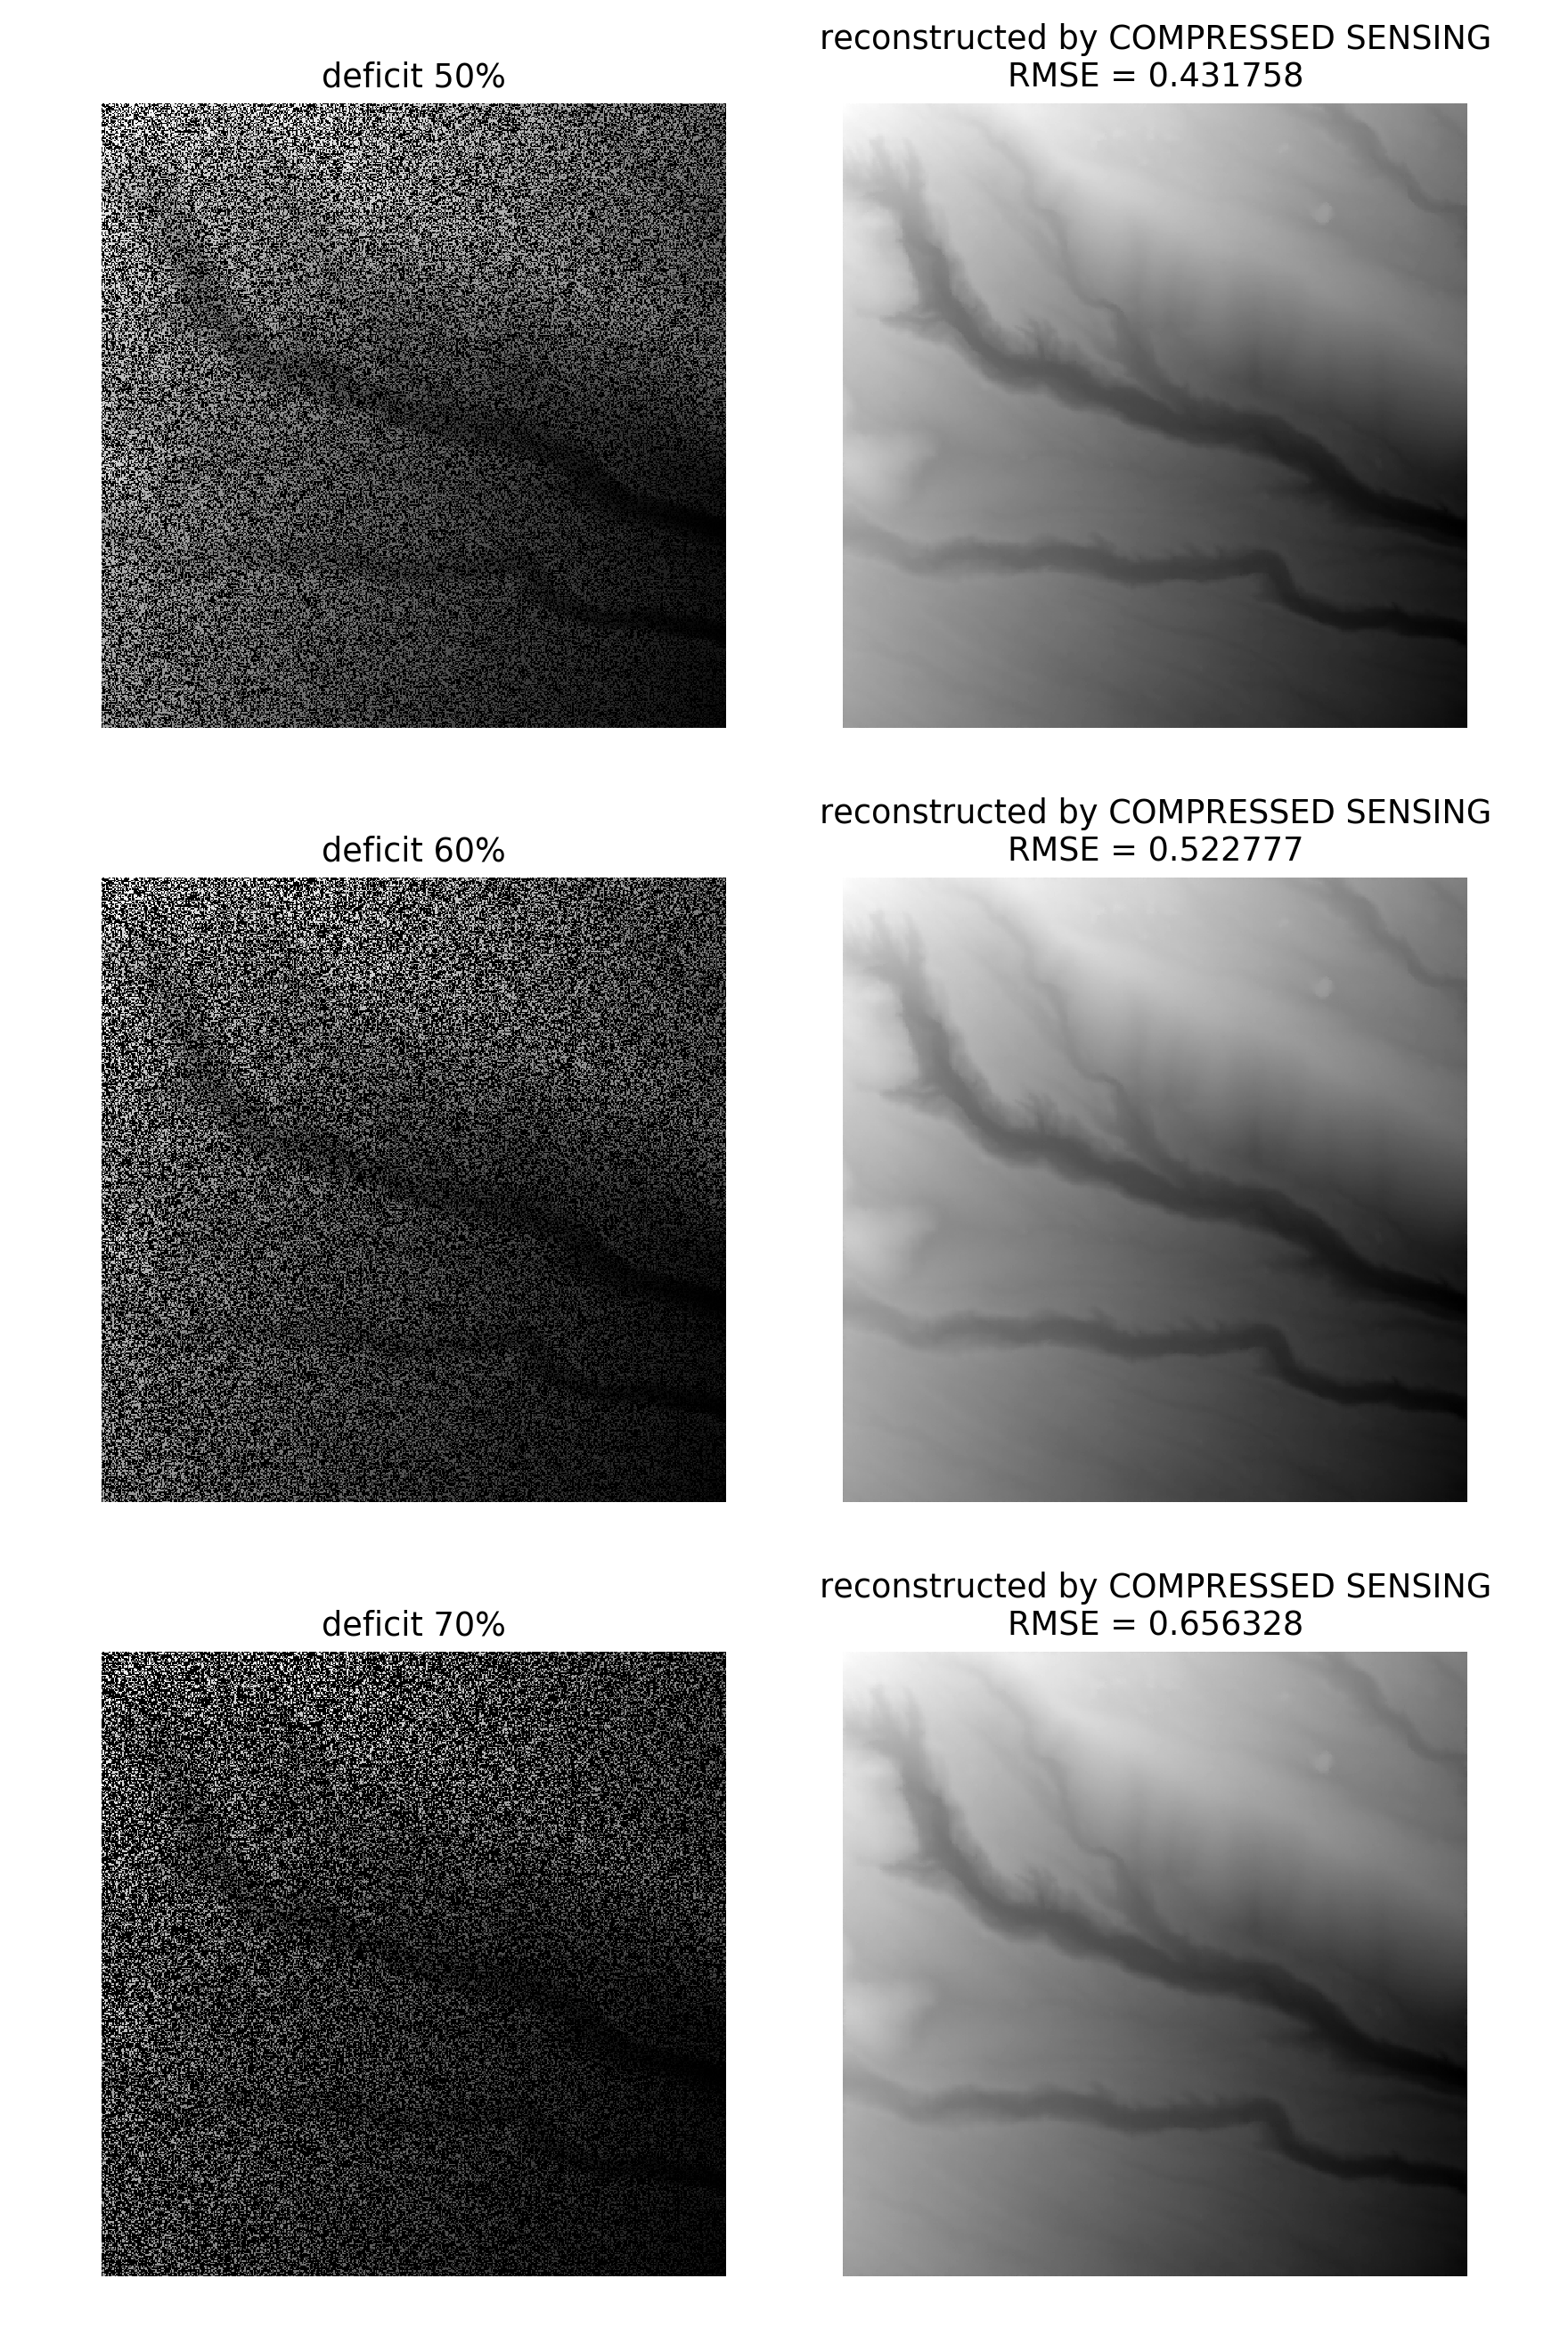 deficit 50%
reconstructed by COMPRESSED SENSING
RMSE = 0.431758
deficit 60%
reconstructed by COMPRESSED SENSING
RMSE = 0.522777
deficit 70%
reconstructed by COMPRESSED SENSING
RMSE = 0.656328